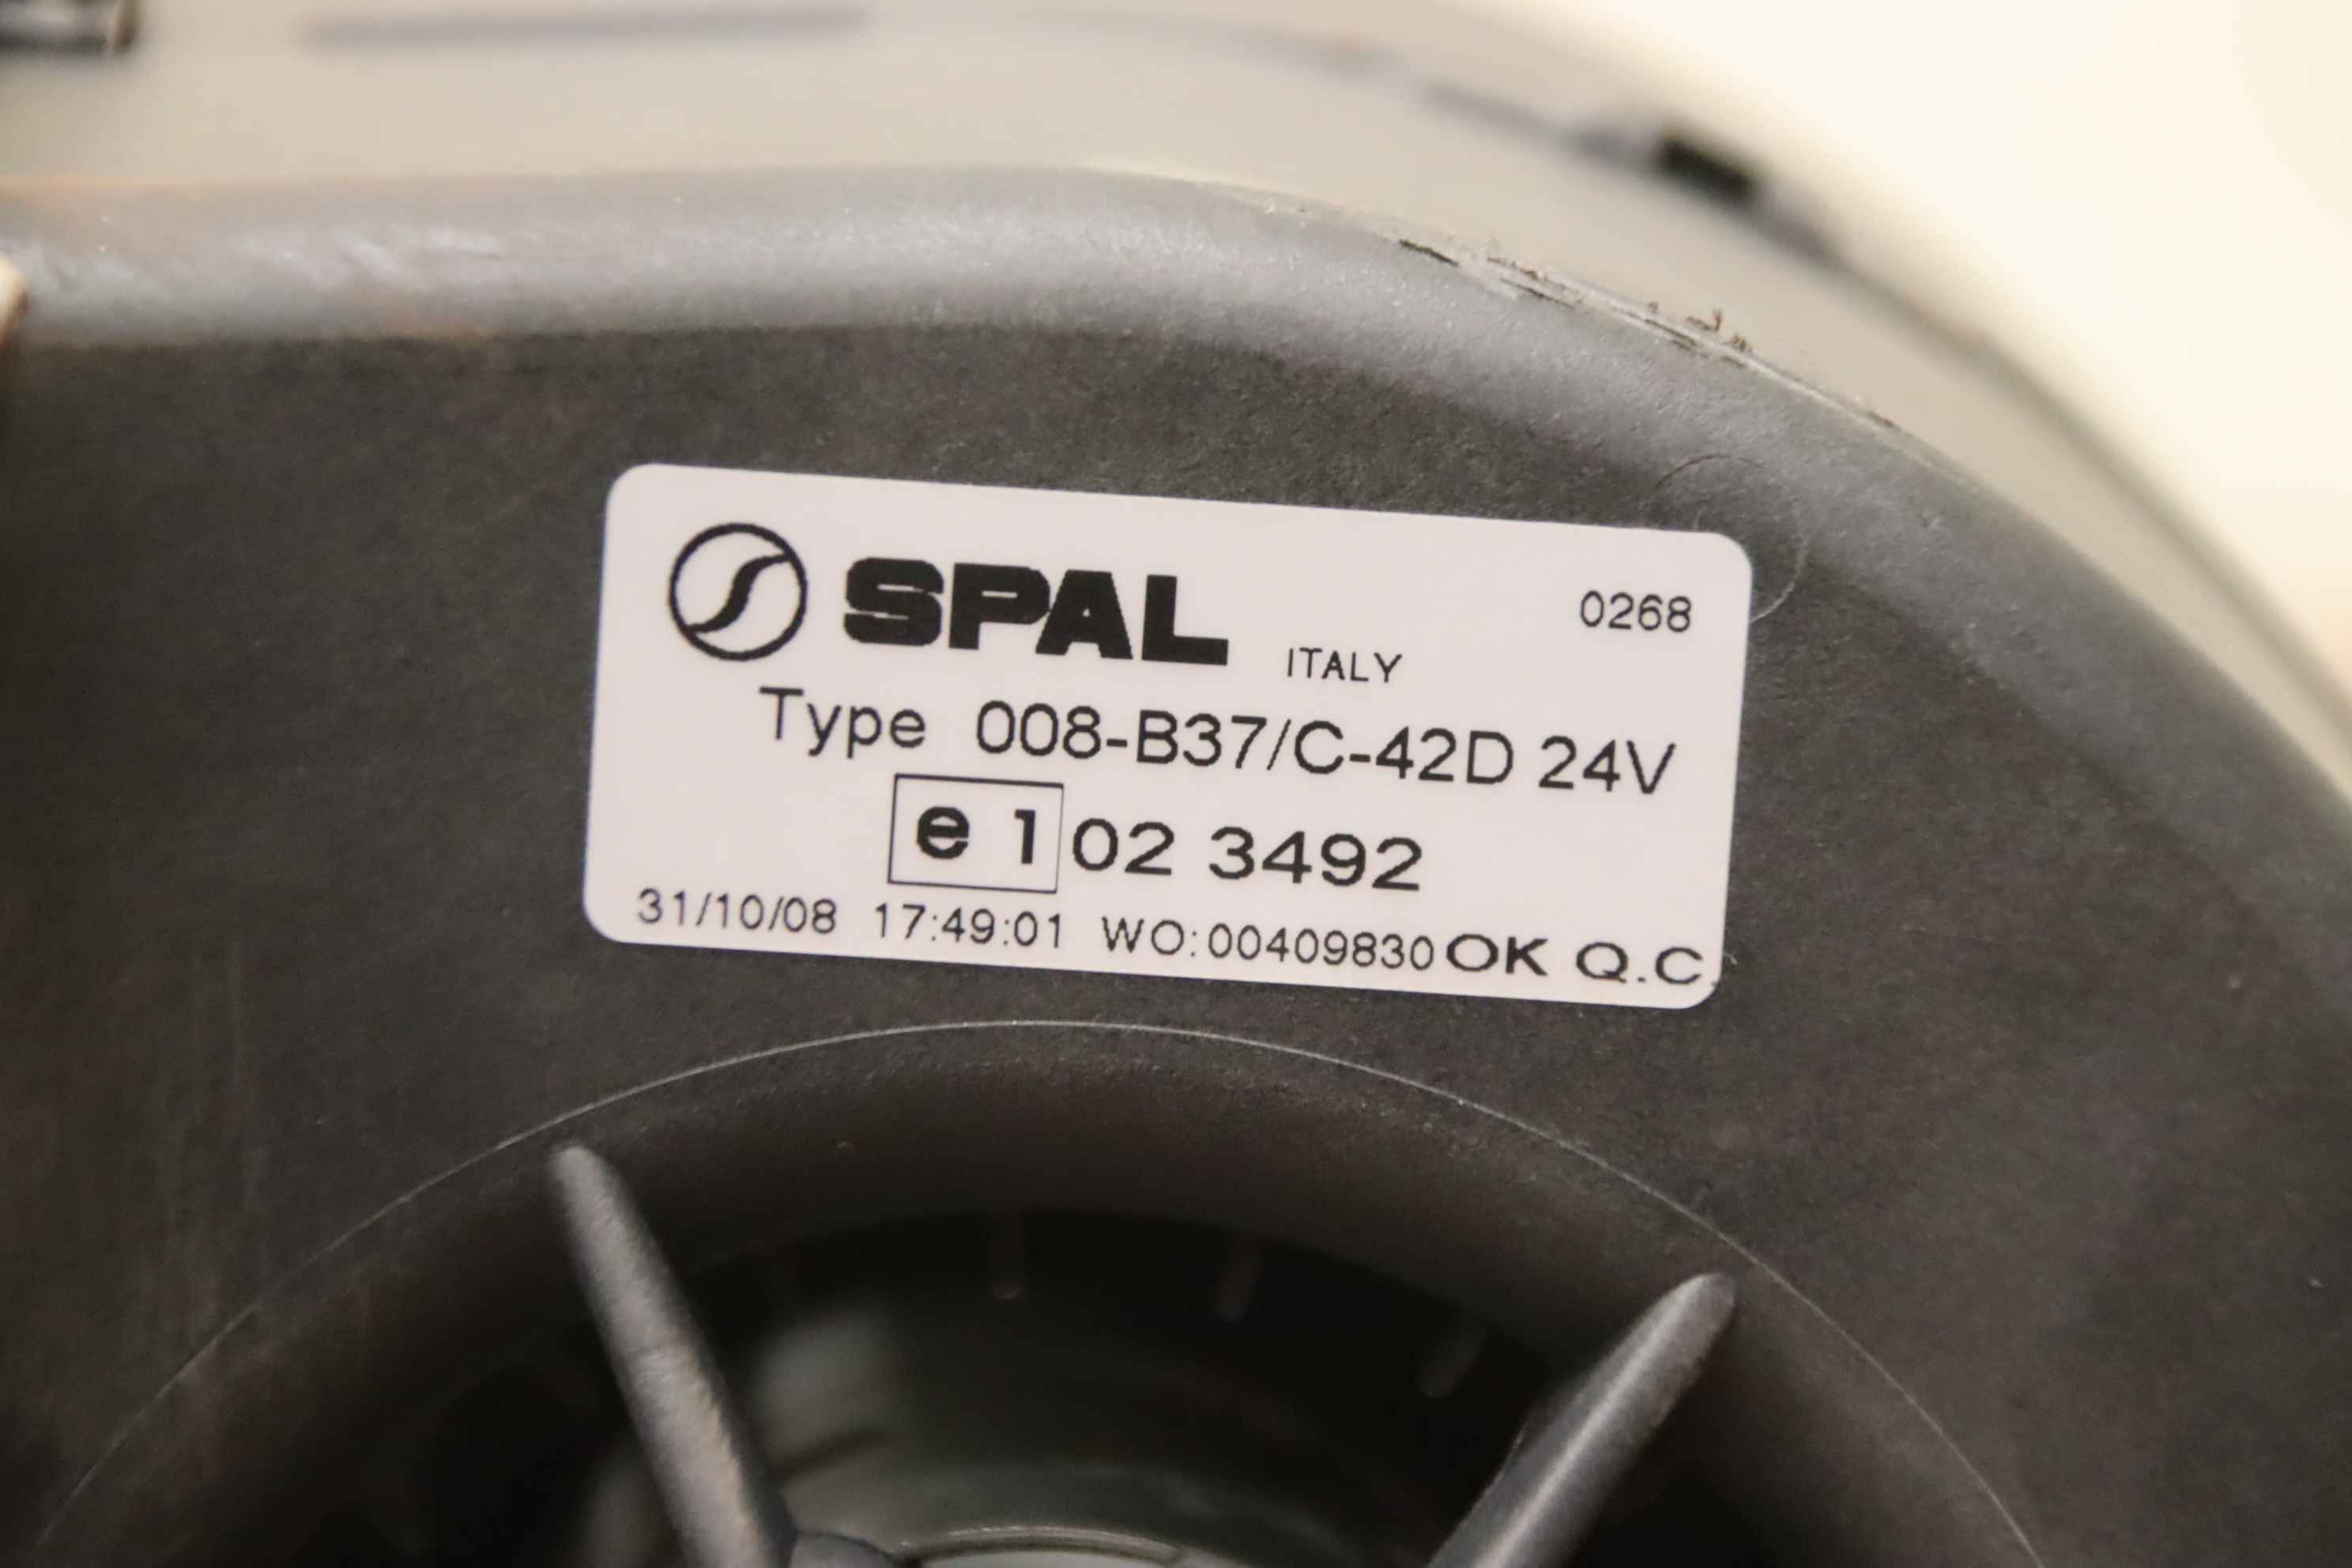 SPAL ITALY 0268
Type 008-B37/C-42D 24V
e 1 02 3492
31/10/08 17:49:01 WO:00409830 OK Q.C.